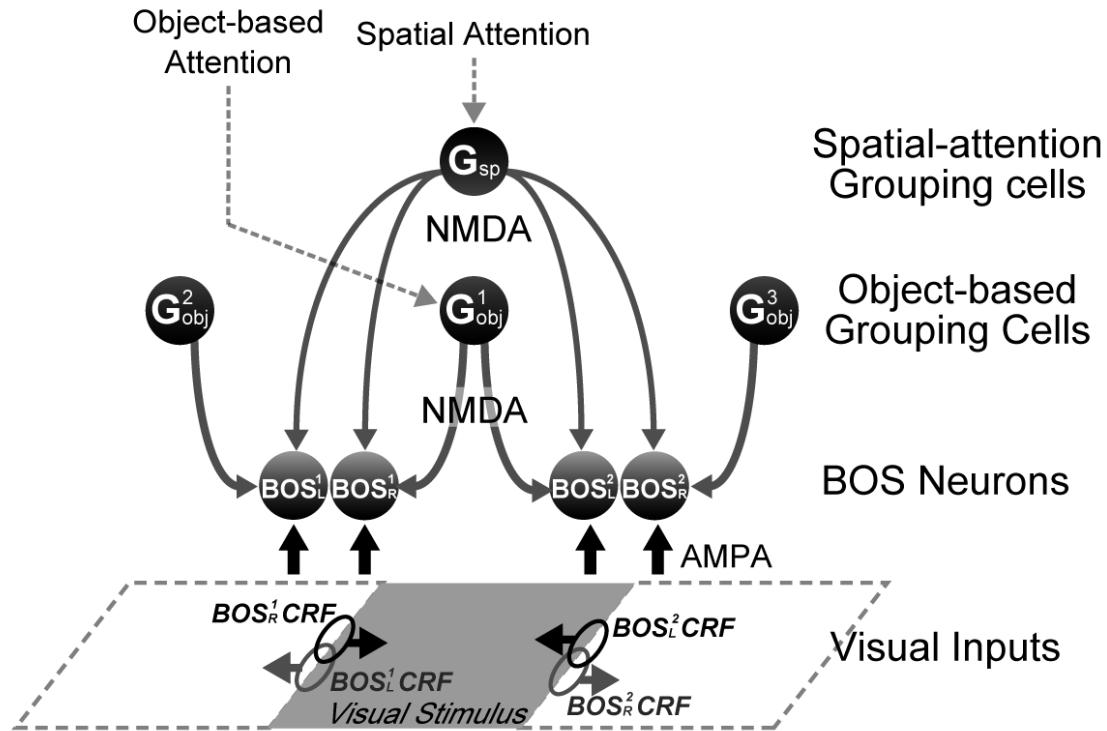 Object-based
Attention
Spatial Attention
Gsp
Spatial-attention
Grouping cells
NMDA
G²obj
G¹obj
G³obj
Object-based
Grouping Cells
NMDA
BOS¹L
BOS¹R
BOS²L
BOS²R
BOS Neurons
AMPA
BOS¹R CRF
BOS²L CRF
Visual Inputs
BOS¹L CRF
BOS²R CRF
Visual Stimulus